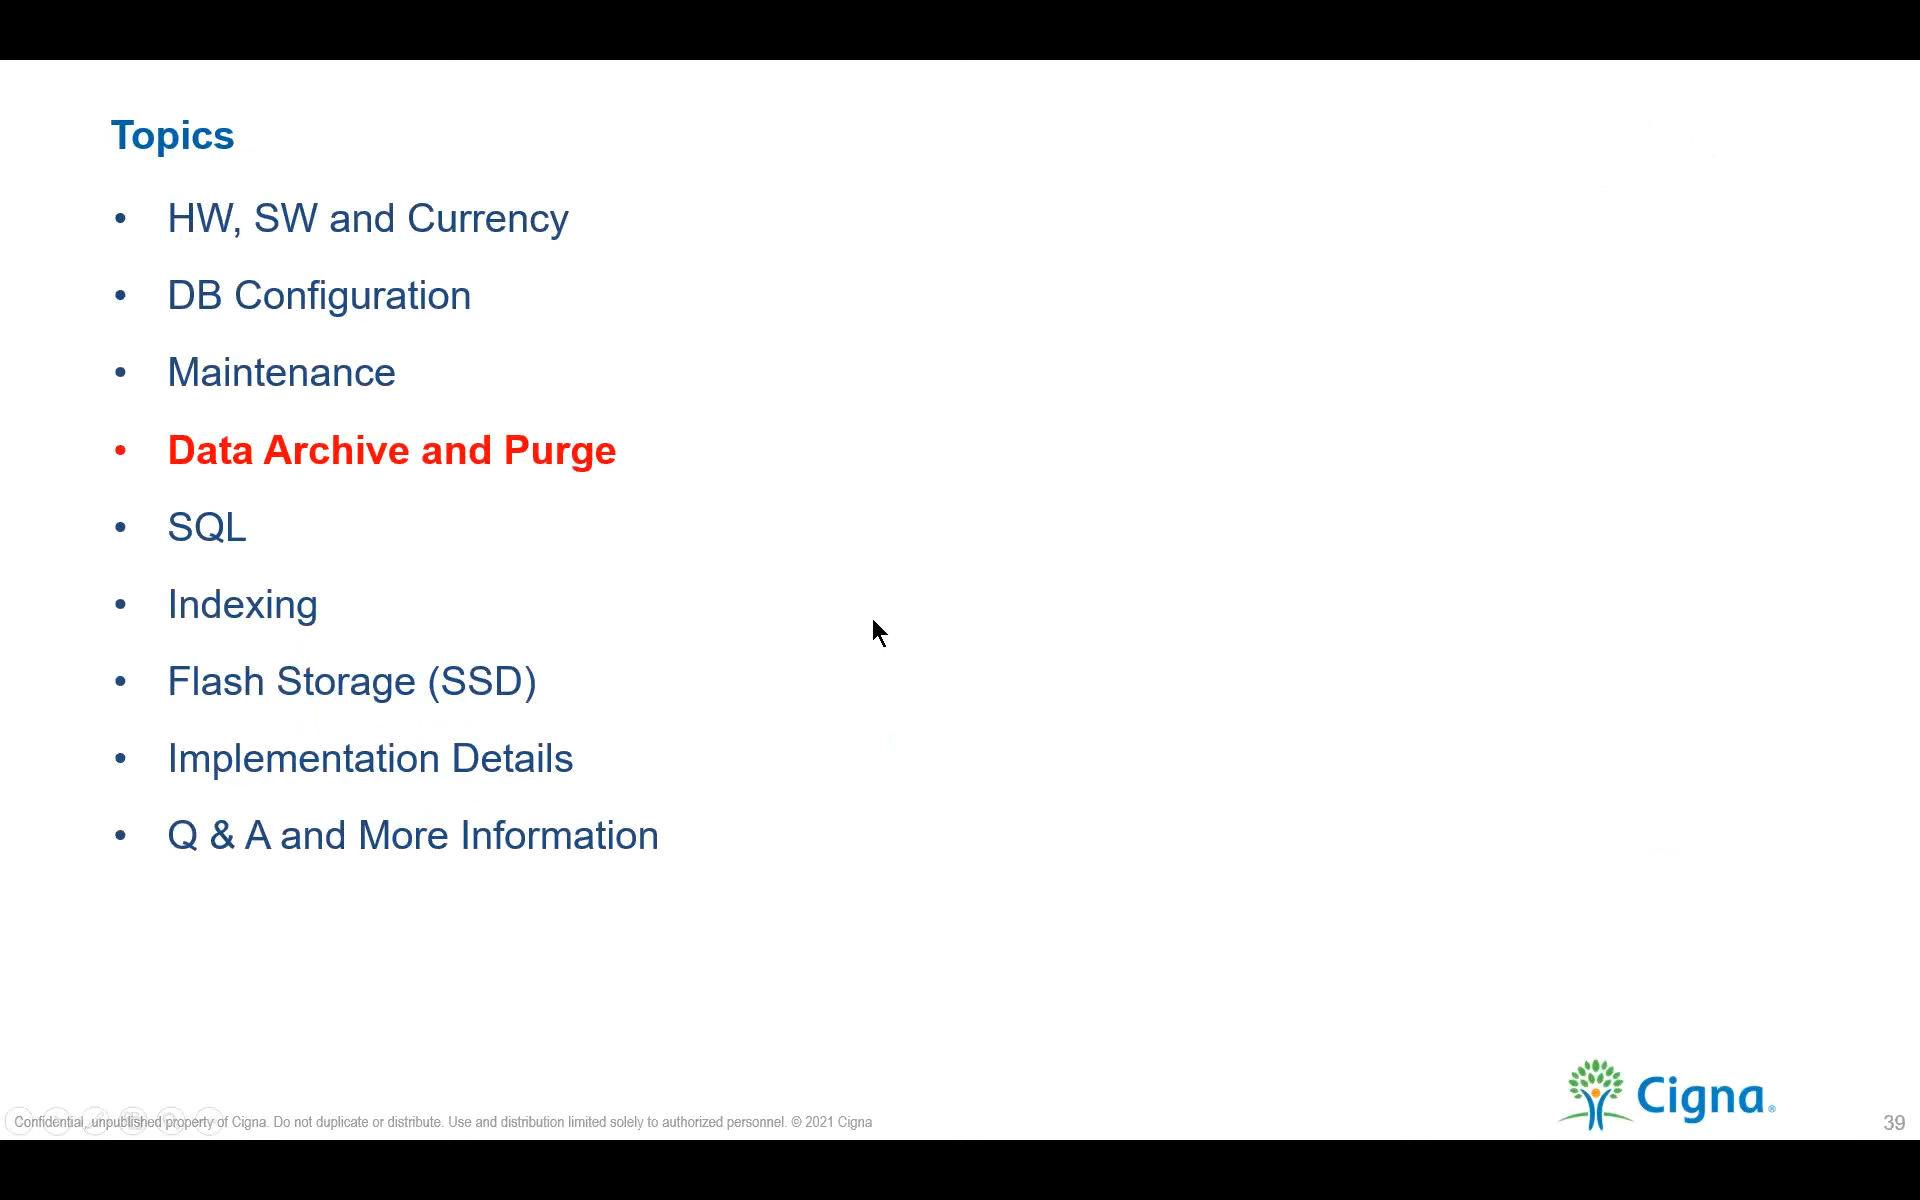 Topics
• HW, SW and Currency
• DB Configuration
• Maintenance
• Data Archive and Purge
• SQL
• Indexing
• Flash Storage (SSD)
• Implementation Details
• Q & A and More Information
Cigna®
Confidential, unpublished property of Cigna. Do not duplicate or distribute. Use and distribution limited solely to authorized personnel. © 2021 Cigna
39